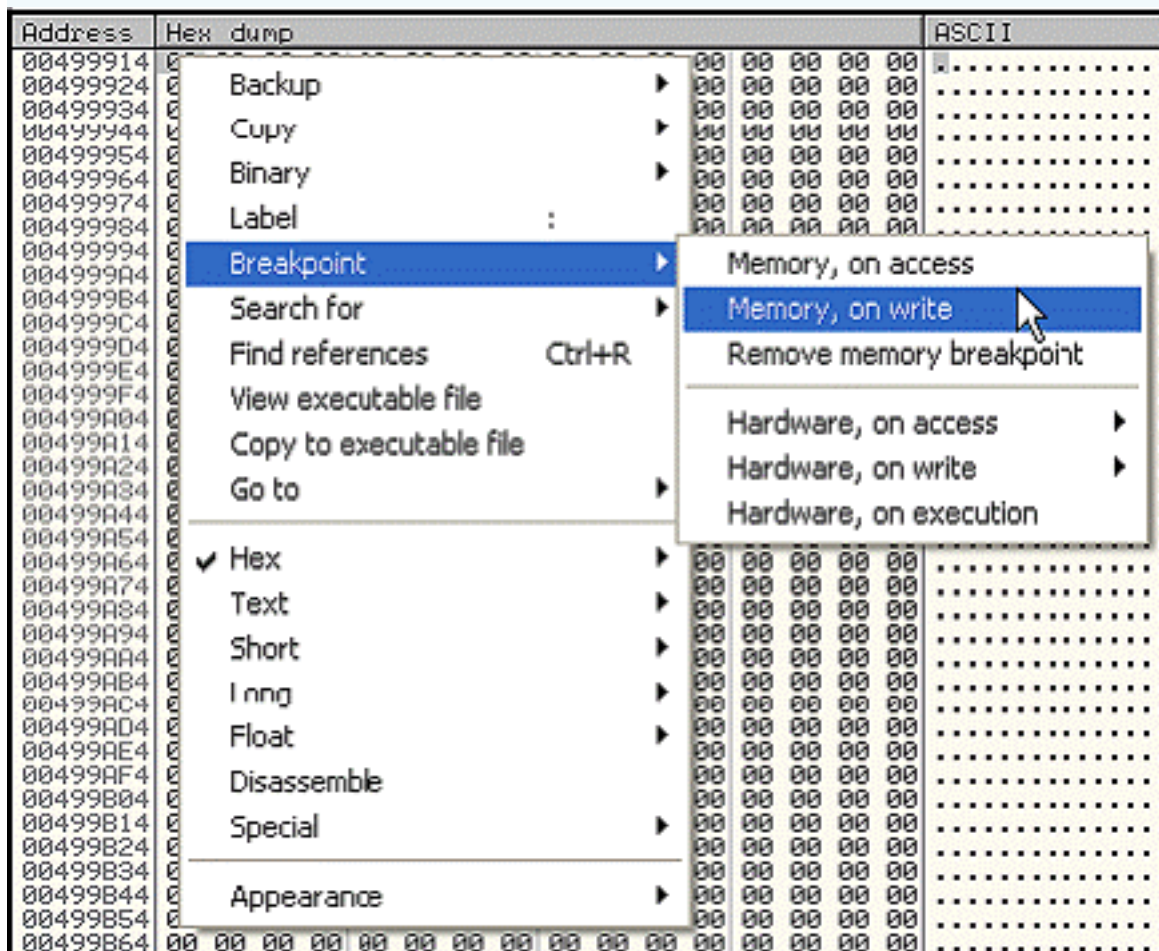 Address Hex dump ASCII
00499914
00499924
00499934
00499944
00499954
00499964
00499974
00499984
00499994
004999A4
004999B4
004999C4
004999D4
004999E4
004999F4
00499A04
00499A14
00499A24
00499A34
00499A44
00499A54
00499A64
00499A74
00499A84
00499A94
00499AA4
00499AB4
00499AC4
00499AD4
00499AE4
00499AF4
00499B04
00499B14
00499B24
00499B34
00499B44
00499B54
00499B64 00 00 00 00 00 00 00 00 00 00 00 00 00 00 00 00 ................
Backup
Copy
Binary
Label :
Breakpoint
Search for
Find references Ctrl+R
View executable file
Copy to executable file
Go to
Hex
Text
Short
Long
Float
Disassemble
Special
Appearance
Memory, on access
Memory, on write
Remove memory breakpoint
Hardware, on access
Hardware, on write
Hardware, on execution